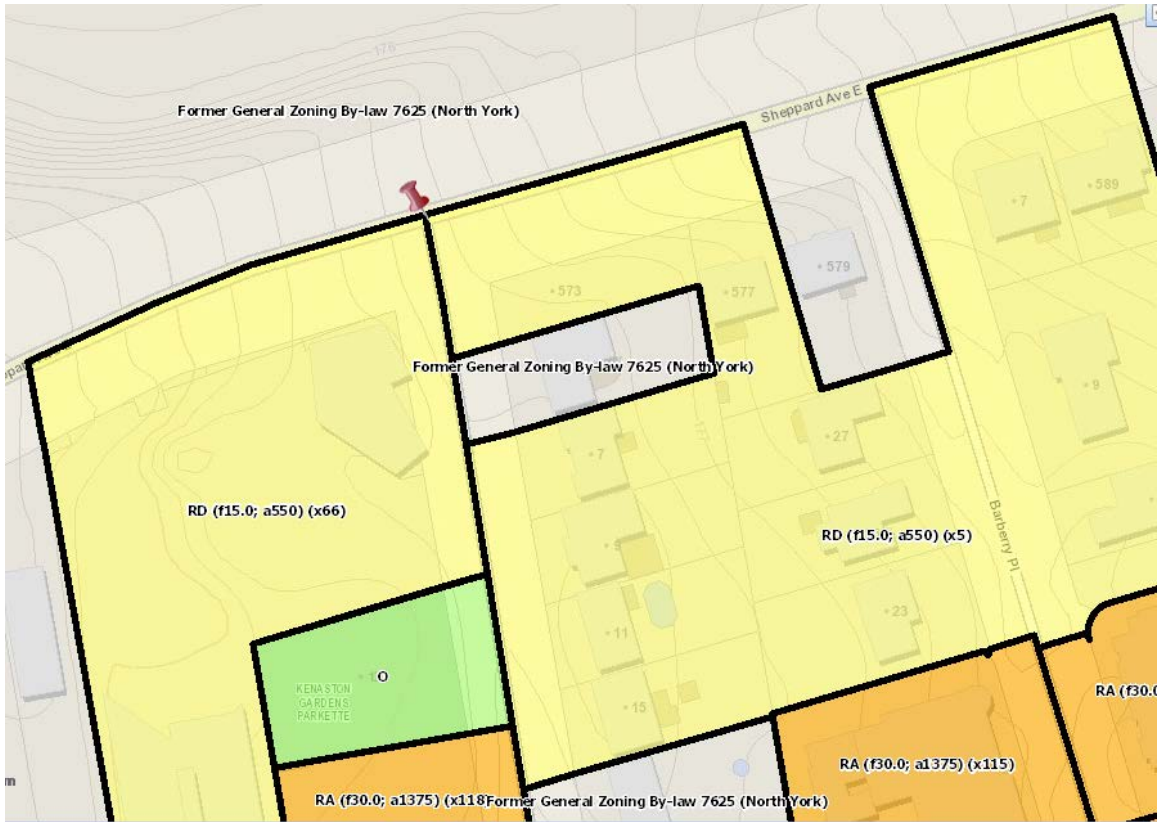 176
Former General Zoning By-law 7625 (North York)
Sheppard Ave E
589
7
579
573
577
Former General Zoning By-law 7625 (North York)
9
27
7
RD (f15.0; a550) (x66)
RD (f15.0; a550) (x5)
Barberry Pl
9
23
11
O
KENASTON
GARDENS
PARKETTE
RA (f30.0
15
RA (f30.0; a1375) (x115)
RA (f30.0; a1375) (x118
Former General Zoning By-law 7625 (North York)